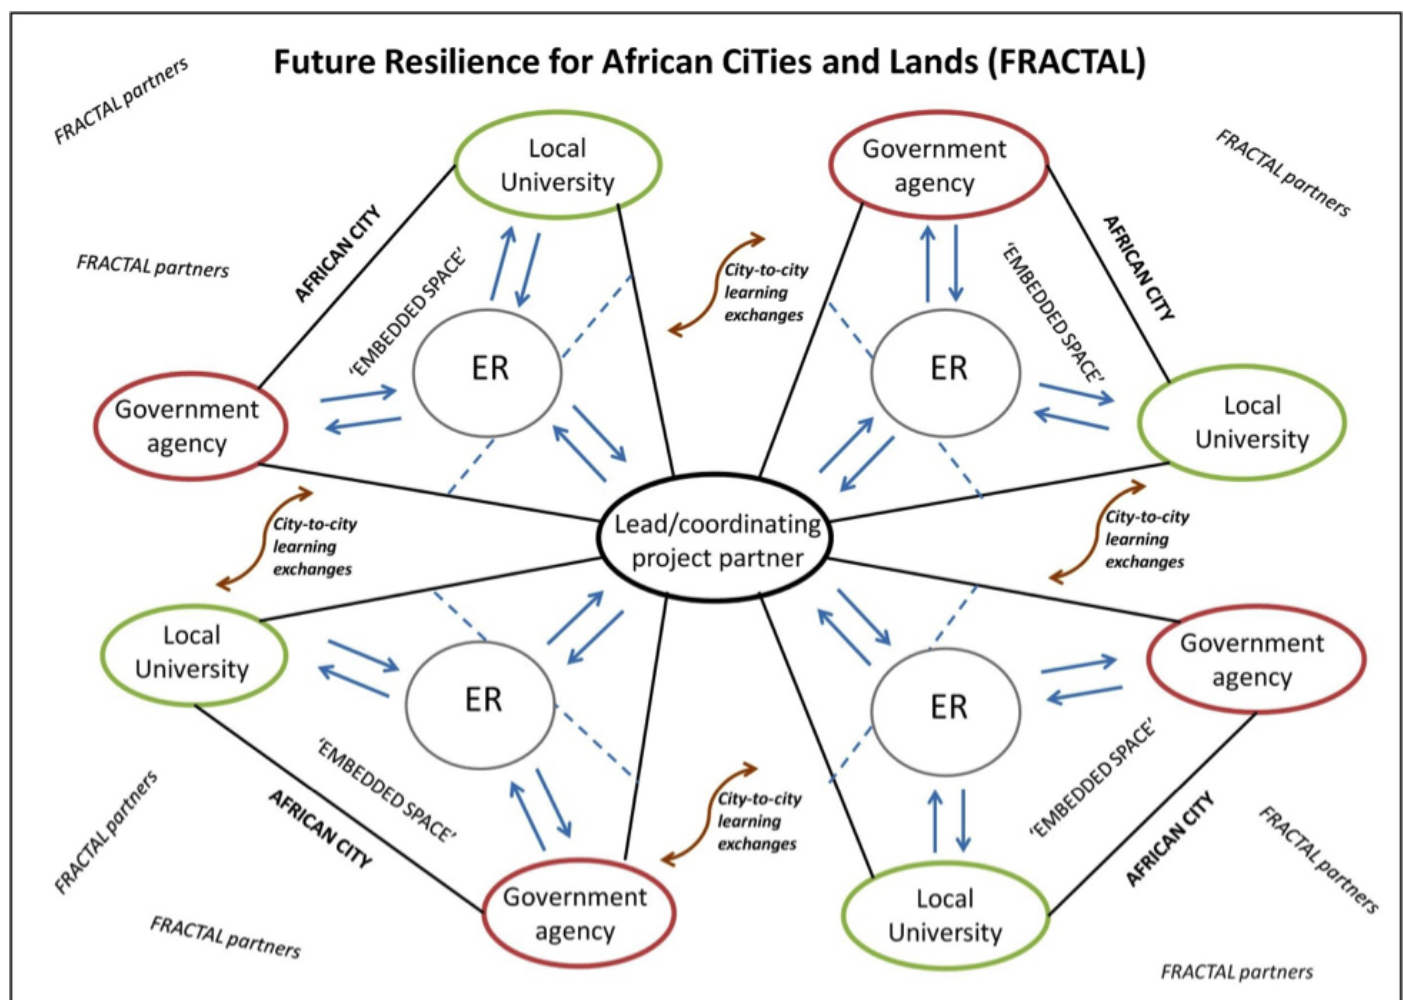 Future Resilience for African CiTies and Lands (FRACTAL)
FRACTAL partners
FRACTAL partners
FRACTAL partners
Local
University
Government
agency
AFRICAN CITY
'EMBEDDED SPACE'
ER
Government
agency
City-to-city
learning
exchanges
Government
agency
Local
University
AFRICAN CITY
'EMBEDDED SPACE'
ER
Local
University
Lead/coordinating
project partner
City-to-city
learning
exchanges
City-to-city
learning
exchanges
Local
University
ER
'EMBEDDED SPACE'
AFRICAN CITY
Government
agency
ER
'EMBEDDED SPACE'
AFRICAN CITY
City-to-city
learning
exchanges
Government
agency
Local
University
FRACTAL partners
FRACTAL partners
FRACTAL partners
FRACTAL partners